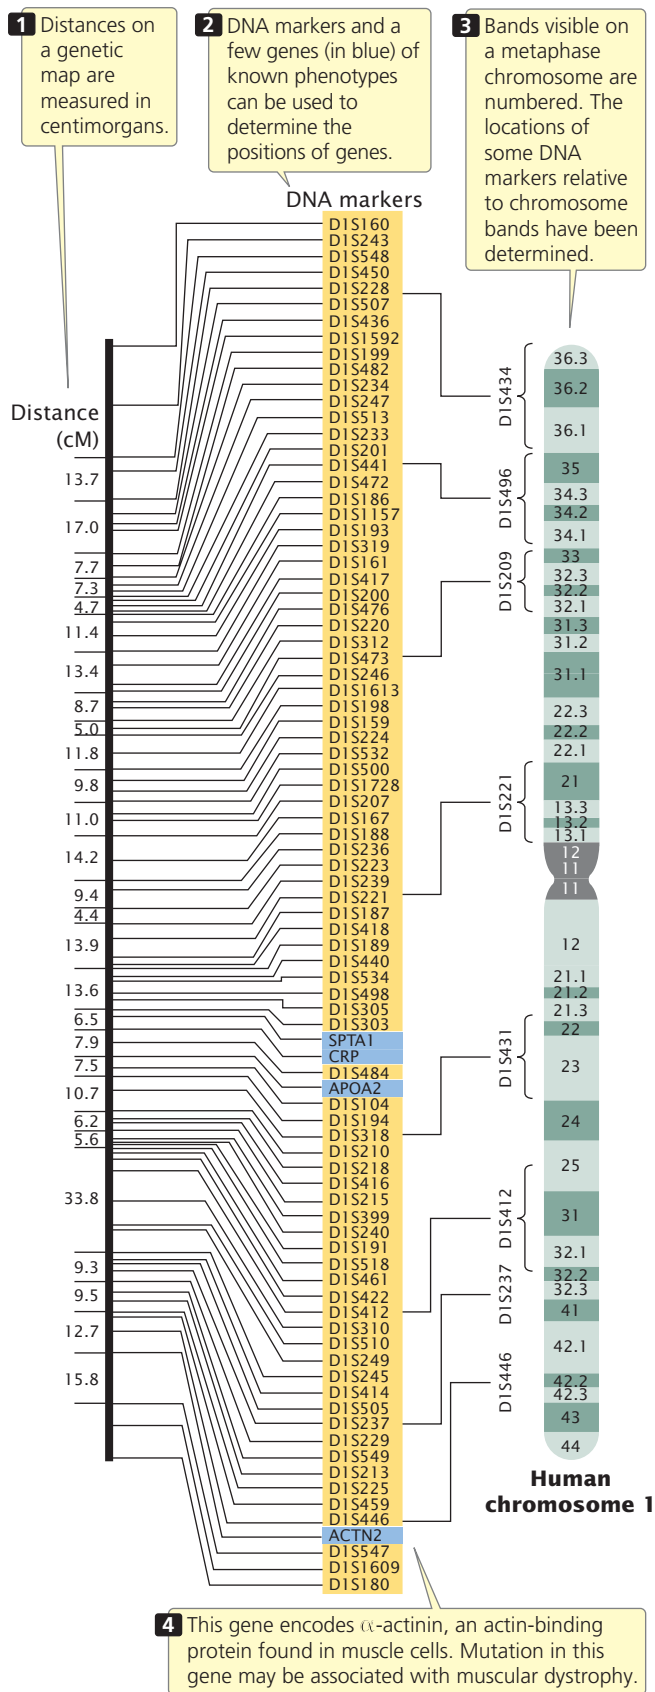 1 Distances on
a genetic
map are
measured in
centimorgans.
2 DNA markers and a
few genes (in blue) of
known phenotypes
can be used to
determine the
positions of genes.
3 Bands visible on
a metaphase
chromosome are
numbered. The
locations of
some DNA
markers relative
to chromosome
bands have been
determined.
DNA markers
D1S160
D1S243
D1S548
D1S450
D1S228
D1S507
D1S436
D1S1592
D1S199
D1S482
D1S234
D1S247
D1S513
D1S233
D1S201
D1S441
D1S472
D1S186
D1S1157
D1S193
D1S319
D1S161
D1S417
D1S200
D1S476
D1S220
D1S312
D1S473
D1S246
D1S1613
D1S198
D1S159
D1S224
D1S532
D1S500
D1S1728
D1S207
D1S167
D1S188
D1S236
D1S223
D1S239
D1S221
D1S187
D1S418
D1S189
D1S440
D1S534
D1S498
D1S305
D1S303
SPTA1
CRP
D1S484
APOA2
D1S104
D1S194
D1S318
D1S210
D1S218
D1S416
D1S215
D1S399
D1S240
D1S191
D1S518
D1S461
D1S422
D1S412
D1S310
D1S510
D1S249
D1S245
D1S414
D1S505
D1S237
D1S229
D1S549
D1S213
D1S225
D1S459
D1S446
ACTN2
D1S547
D1S1609
D1S180
Distance
(cM)
13.7
17.0
7.7
7.3
4.7
11.4
13.4
8.7
5.0
11.8
9.8
11.0
14.2
9.4
4.4
13.9
13.6
6.5
7.9
7.5
10.7
6.2
5.6
33.8
9.3
9.5
12.7
15.8
D1S434
D1S496
D1S209
D1S221
D1S431
D1S412
D1S237
D1S446
36.3
36.2
36.1
35
34.3
34.2
34.1
33
32.3
32.2
32.1
31.3
31.2
31.1
22.3
22.2
22.1
21
13.3
13.2
13.1
12
11
11
12
21.1
21.2
21.3
22
23
24
25
31
32.1
32.2
32.3
41
42.1
42.2
42.3
43
44
Human
chromosome 1
4 This gene encodes α-actinin, an actin-binding
protein found in muscle cells. Mutation in this
gene may be associated with muscular dystrophy.